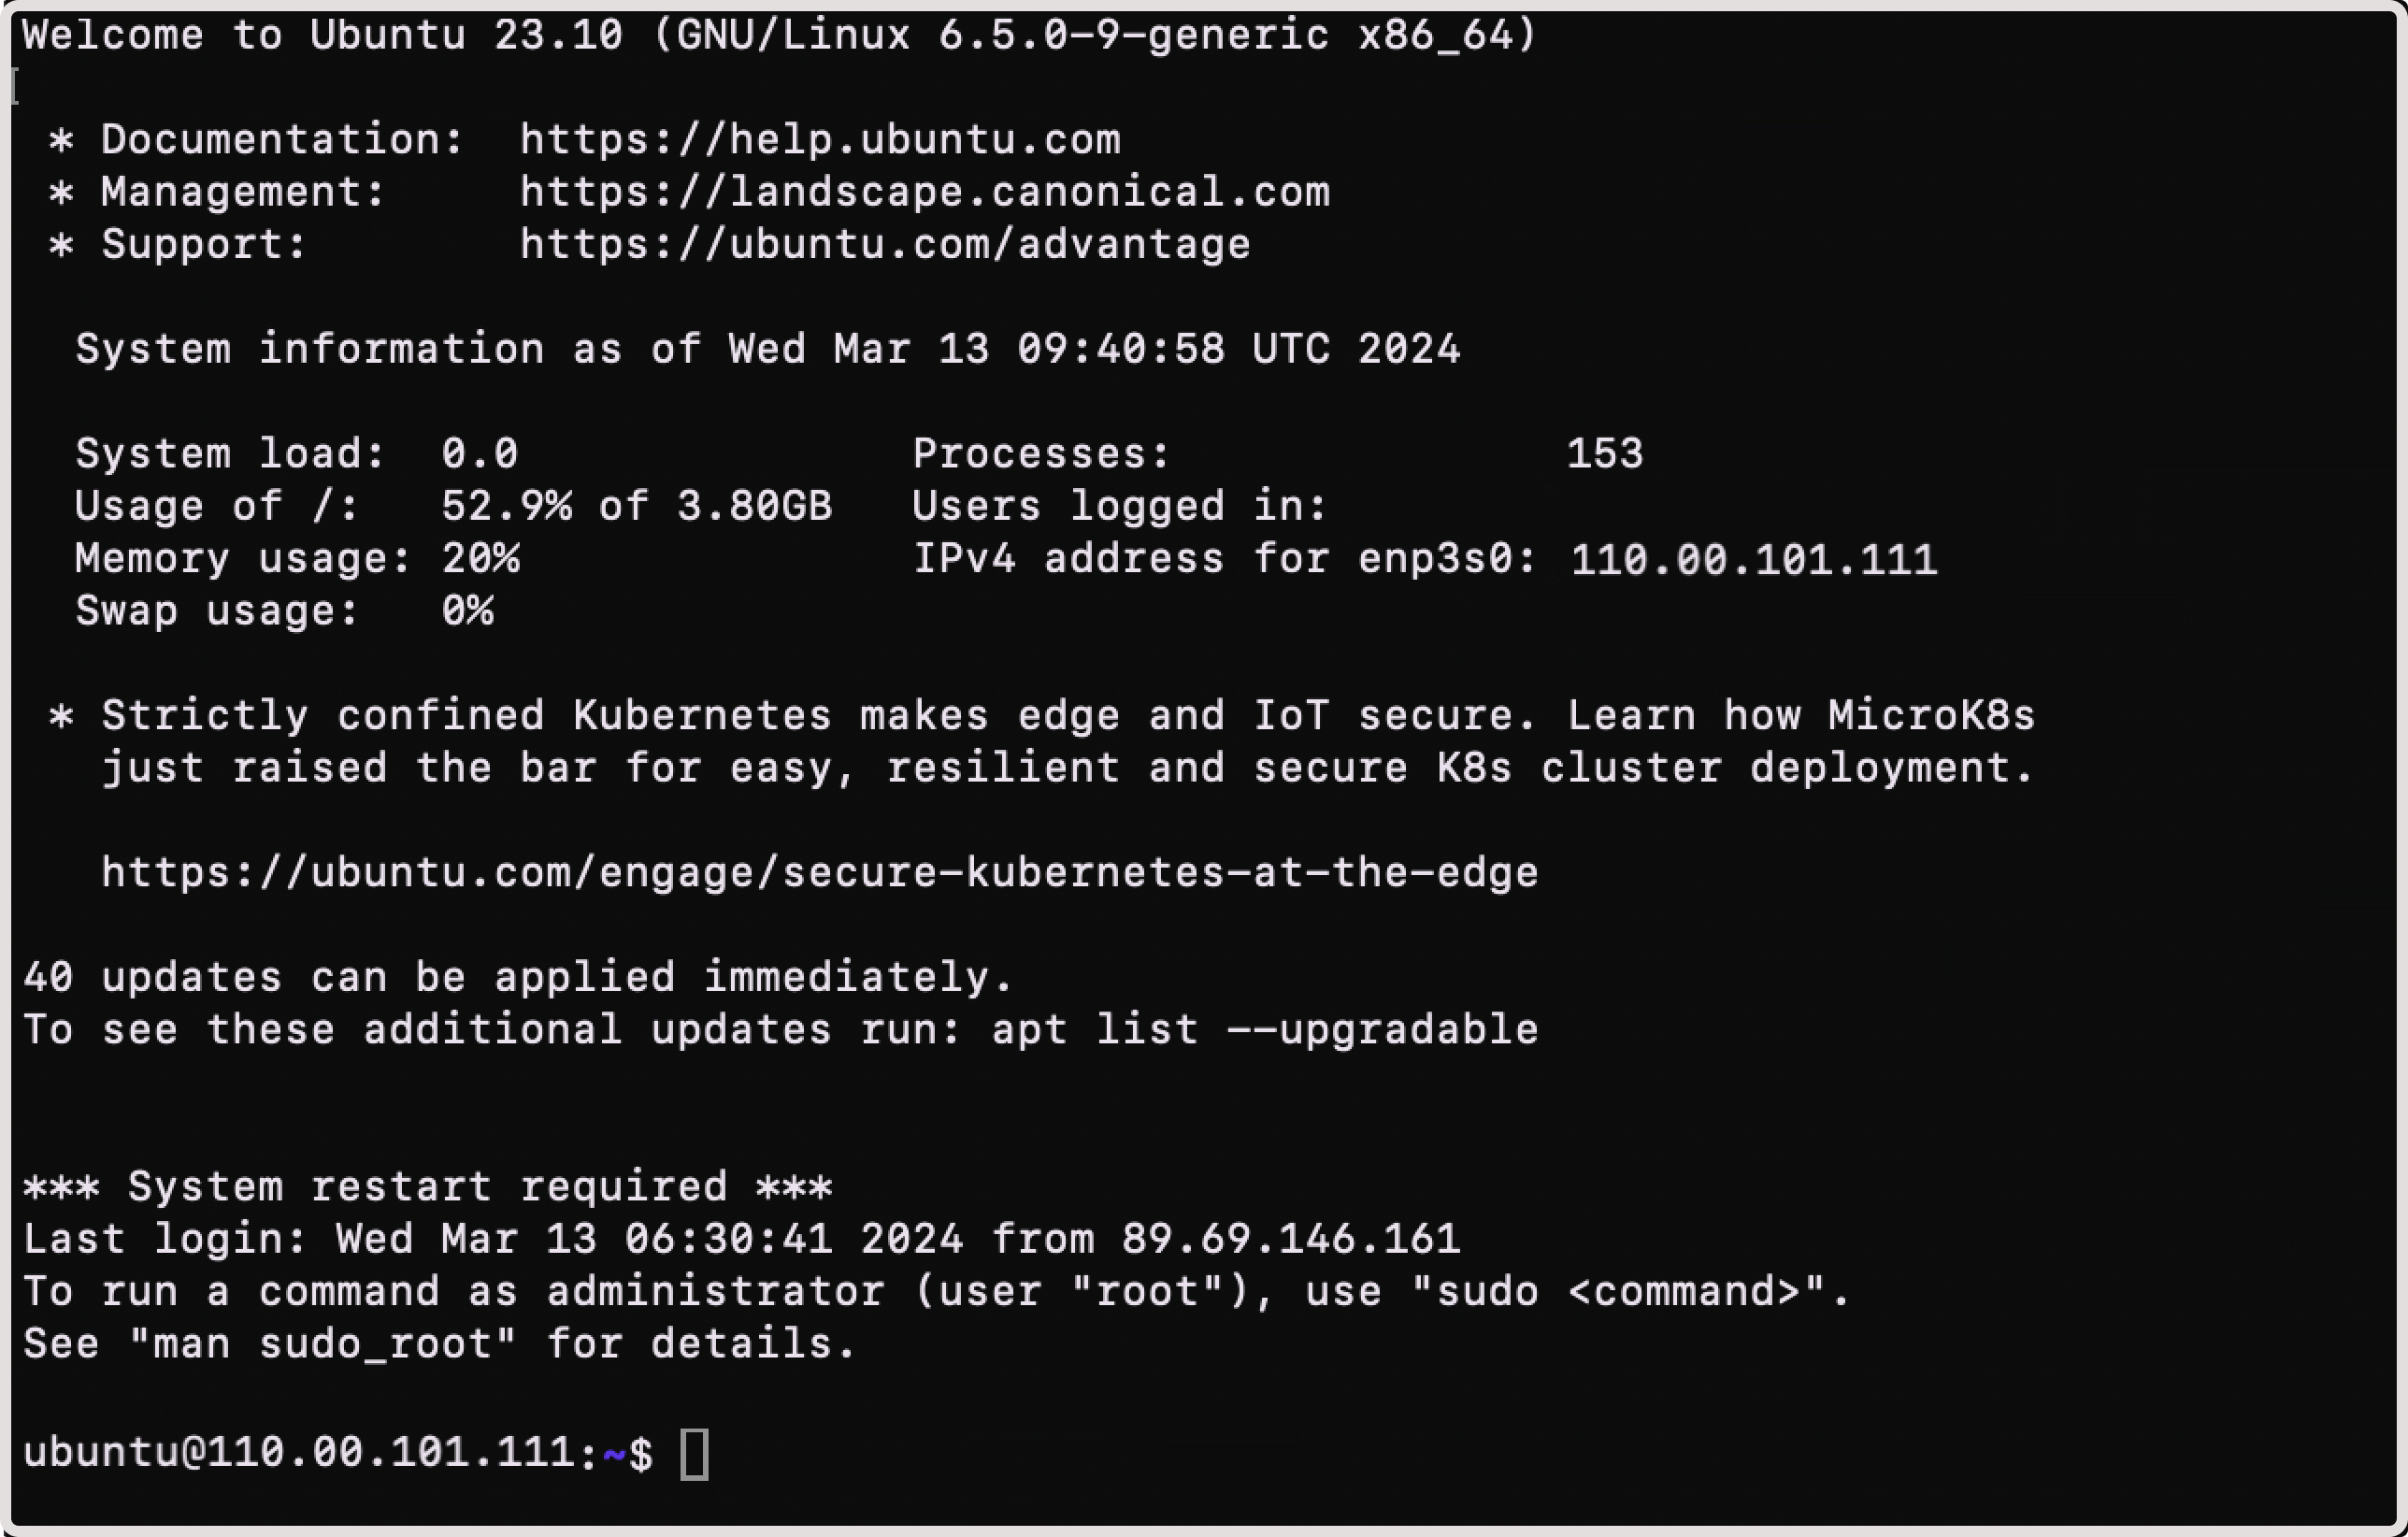 Welcome to Ubuntu 23.10 (GNU/Linux 6.5.0-9-generic x86_64)
* Documentation:  https://help.ubuntu.com
* Management:     https://landscape.canonical.com
* Support:        https://ubuntu.com/advantage
System information as of Wed Mar 13 09:40:58 UTC 2024
System load:  0.0               Processes:               153
Usage of /:   52.9% of 3.80GB   Users logged in:
Memory usage: 20%               IPv4 address for enp3s0: 110.00.101.111
Swap usage:   0%
* Strictly confined Kubernetes makes edge and IoT secure. Learn how MicroK8s
just raised the bar for easy, resilient and secure K8s cluster deployment.
https://ubuntu.com/engage/secure-kubernetes-at-the-edge
40 updates can be applied immediately.
To see these additional updates run: apt list --upgradable
*** System restart required ***
Last login: Wed Mar 13 06:30:41 2024 from 89.69.146.161
To run a command as administrator (user "root"), use "sudo <command>".
See "man sudo_root" for details.
ubuntu@110.00.101.111:~$